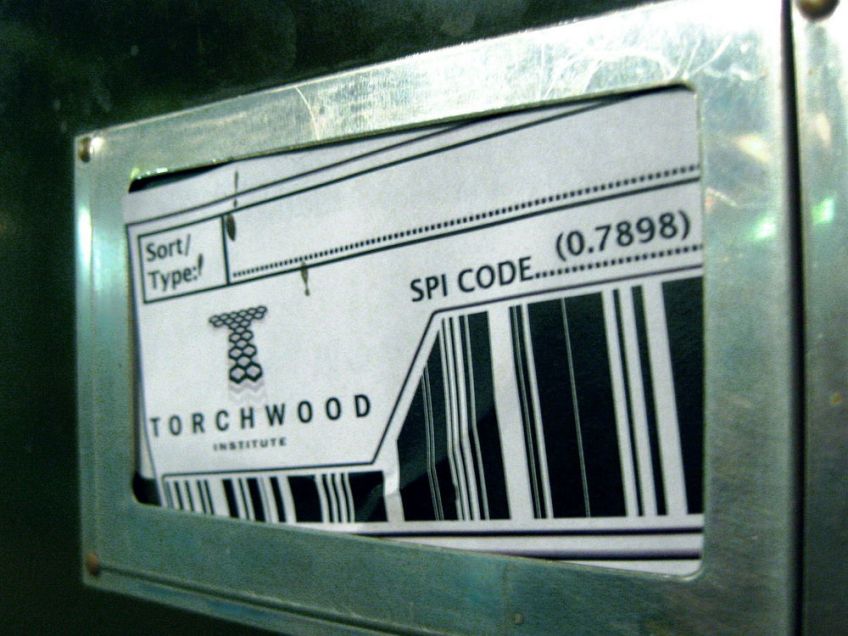 Sort/
Type:
SPI CODE (0.7898)
TORCHWOOD
INSTITUTE